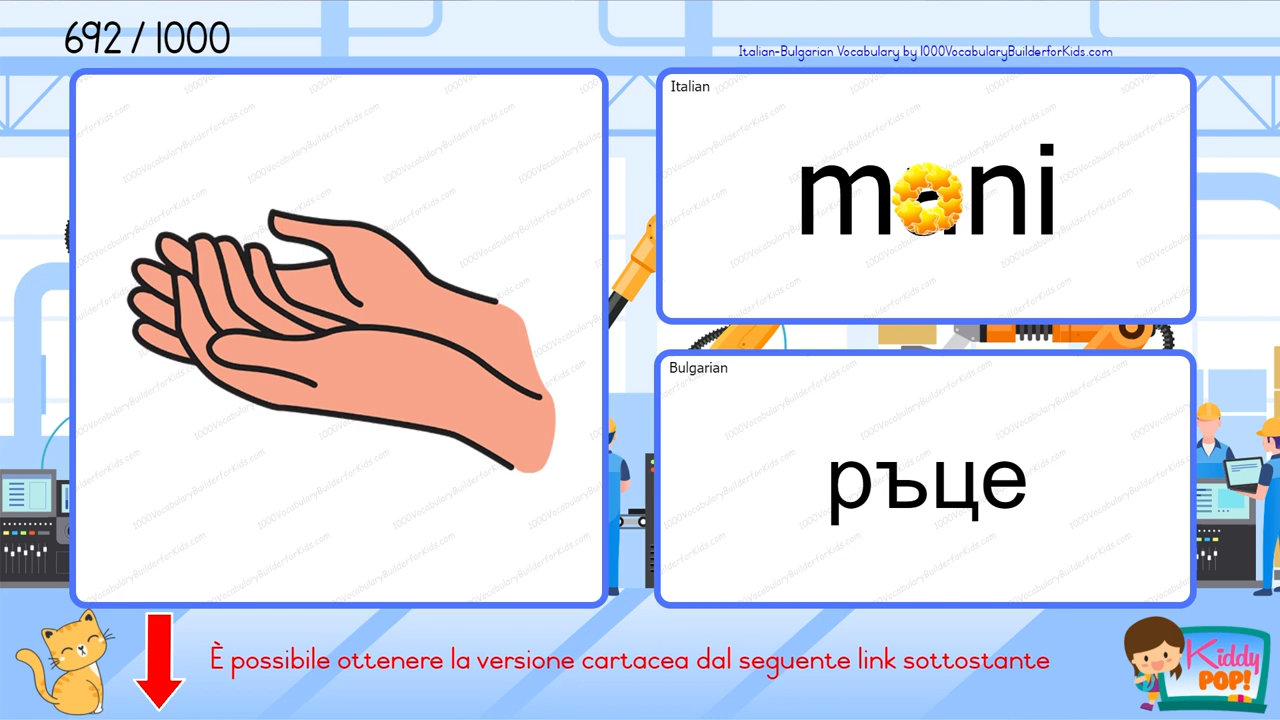 692 / 1000
Italian-Bulgarian Vocabulary by 1000VocabularyBuilderforKids.com
Italian
mani
Bulgarian
ръце
È possibile ottenere la versione cartacea dal seguente link sottostante
Kiddy
POP!